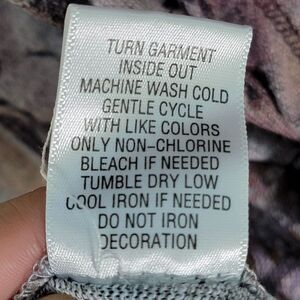 TURN GARMENT
INSIDE OUT
MACHINE WASH COLD
GENTLE CYCLE
WITH LIKE COLORS
ONLY NON-CHLORINE
BLEACH IF NEEDED
TUMBLE DRY LOW
COOL IRON IF NEEDED
DO NOT IRON
DECORATION